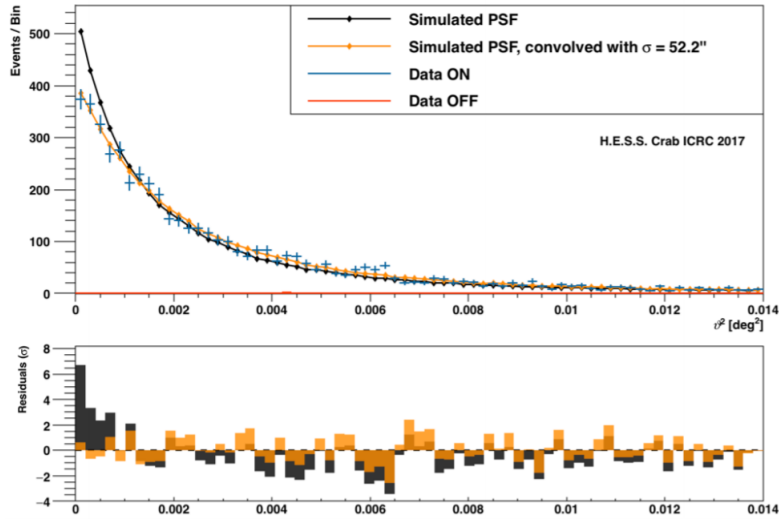 Simulated PSF
Simulated PSF, convolved with σ = 52.2"
Data ON
Data OFF
H.E.S.S. Crab ICRC 2017
Events / Bin
500
400
300
200
100
0
0 0.002 0.004 0.006 0.008 0.01 0.012 0.014
ϑ² [deg²]
Residuals (σ)
8
6
4
2
0
−2
−4
0 0.002 0.004 0.006 0.008 0.01 0.012 0.014